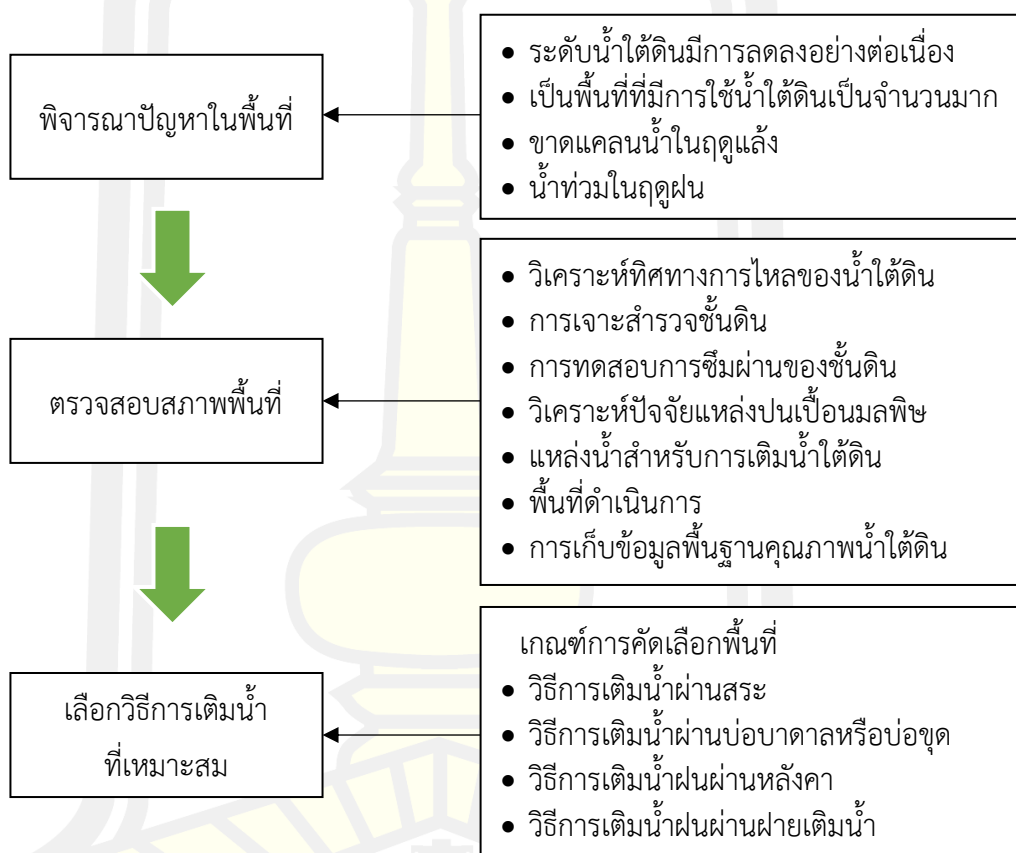 พิจารณาปัญหาในพื้นที่
• ระดับน้ำใต้ดินมีการลดลงอย่างต่อเนื่อง
• เป็นพื้นที่ที่มีการใช้น้ำใต้ดินเป็นจำนวนมาก
• ขาดแคลนน้ำในฤดูแล้ง
• น้ำท่วมในฤดูฝน
ตรวจสอบสภาพพื้นที่
• วิเคราะห์ทิศทางการไหลของน้ำใต้ดิน
• การเจาะสำรวจชั้นดิน
• การทดสอบการซึมผ่านของชั้นดิน
• วิเคราะห์ปัจจัยแหล่งปนเปื้อนมลพิษ
• แหล่งน้ำสำหรับการเติมน้ำใต้ดิน
• พื้นที่ดำเนินการ
• การเก็บข้อมูลพื้นฐานคุณภาพน้ำใต้ดิน
เลือกวิธีการเติมน้ำ
ที่เหมาะสม
เกณฑ์การคัดเลือกพื้นที่
• วิธีการเติมน้ำผ่านสระ
• วิธีการเติมน้ำผ่านบ่อบาดาลหรือบ่อขุด
• วิธีการเติมน้ำฝนผ่านหลังคา
• วิธีการเติมน้ำฝนผ่านฝายเติมน้ำ